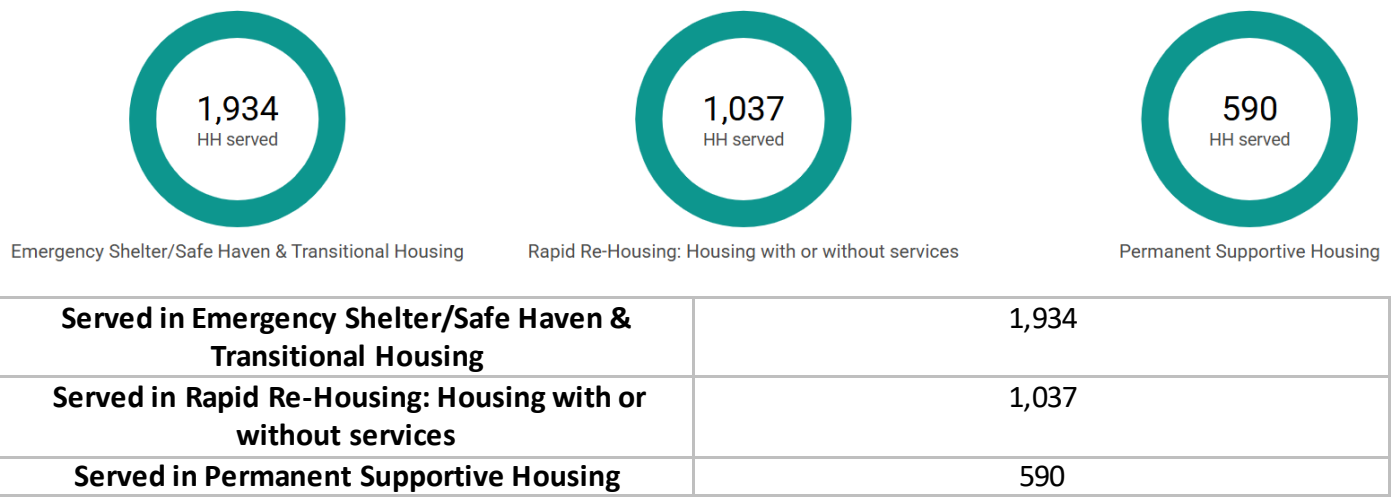 1,934
HH served
Emergency Shelter/Safe Haven & Transitional Housing
1,037
HH served
Rapid Re-Housing: Housing with or without services
590
HH served
Permanent Supportive Housing
Served in Emergency Shelter/Safe Haven &
Transitional Housing
1,934
Served in Rapid Re-Housing: Housing with or
without services
1,037
Served in Permanent Supportive Housing
590